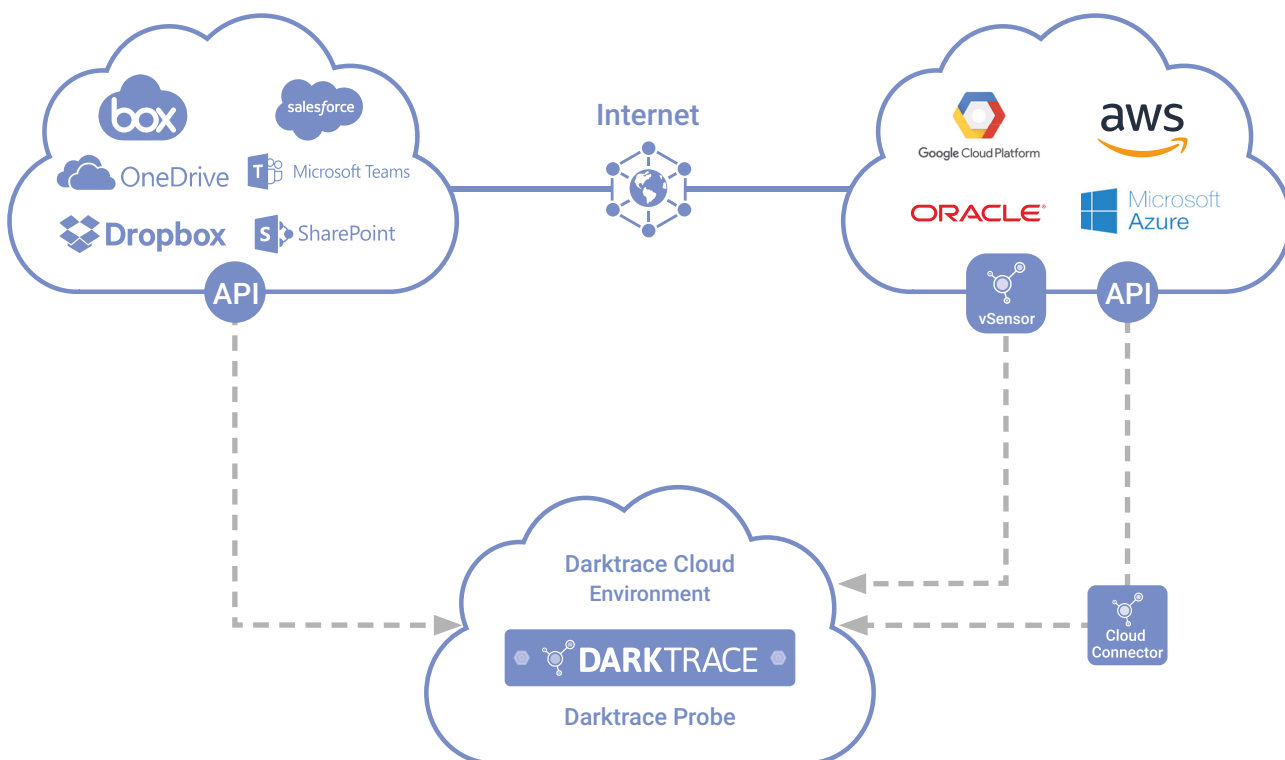 box
salesforce
OneDrive
T
Microsoft Teams
Dropbox
S
SharePoint
API
Internet
Google Cloud Platform
aws
ORACLE®
Microsoft
Azure
vSensor
API
Darktrace Cloud
Environment
DARKTRACE
Darktrace Probe
Cloud
Connector